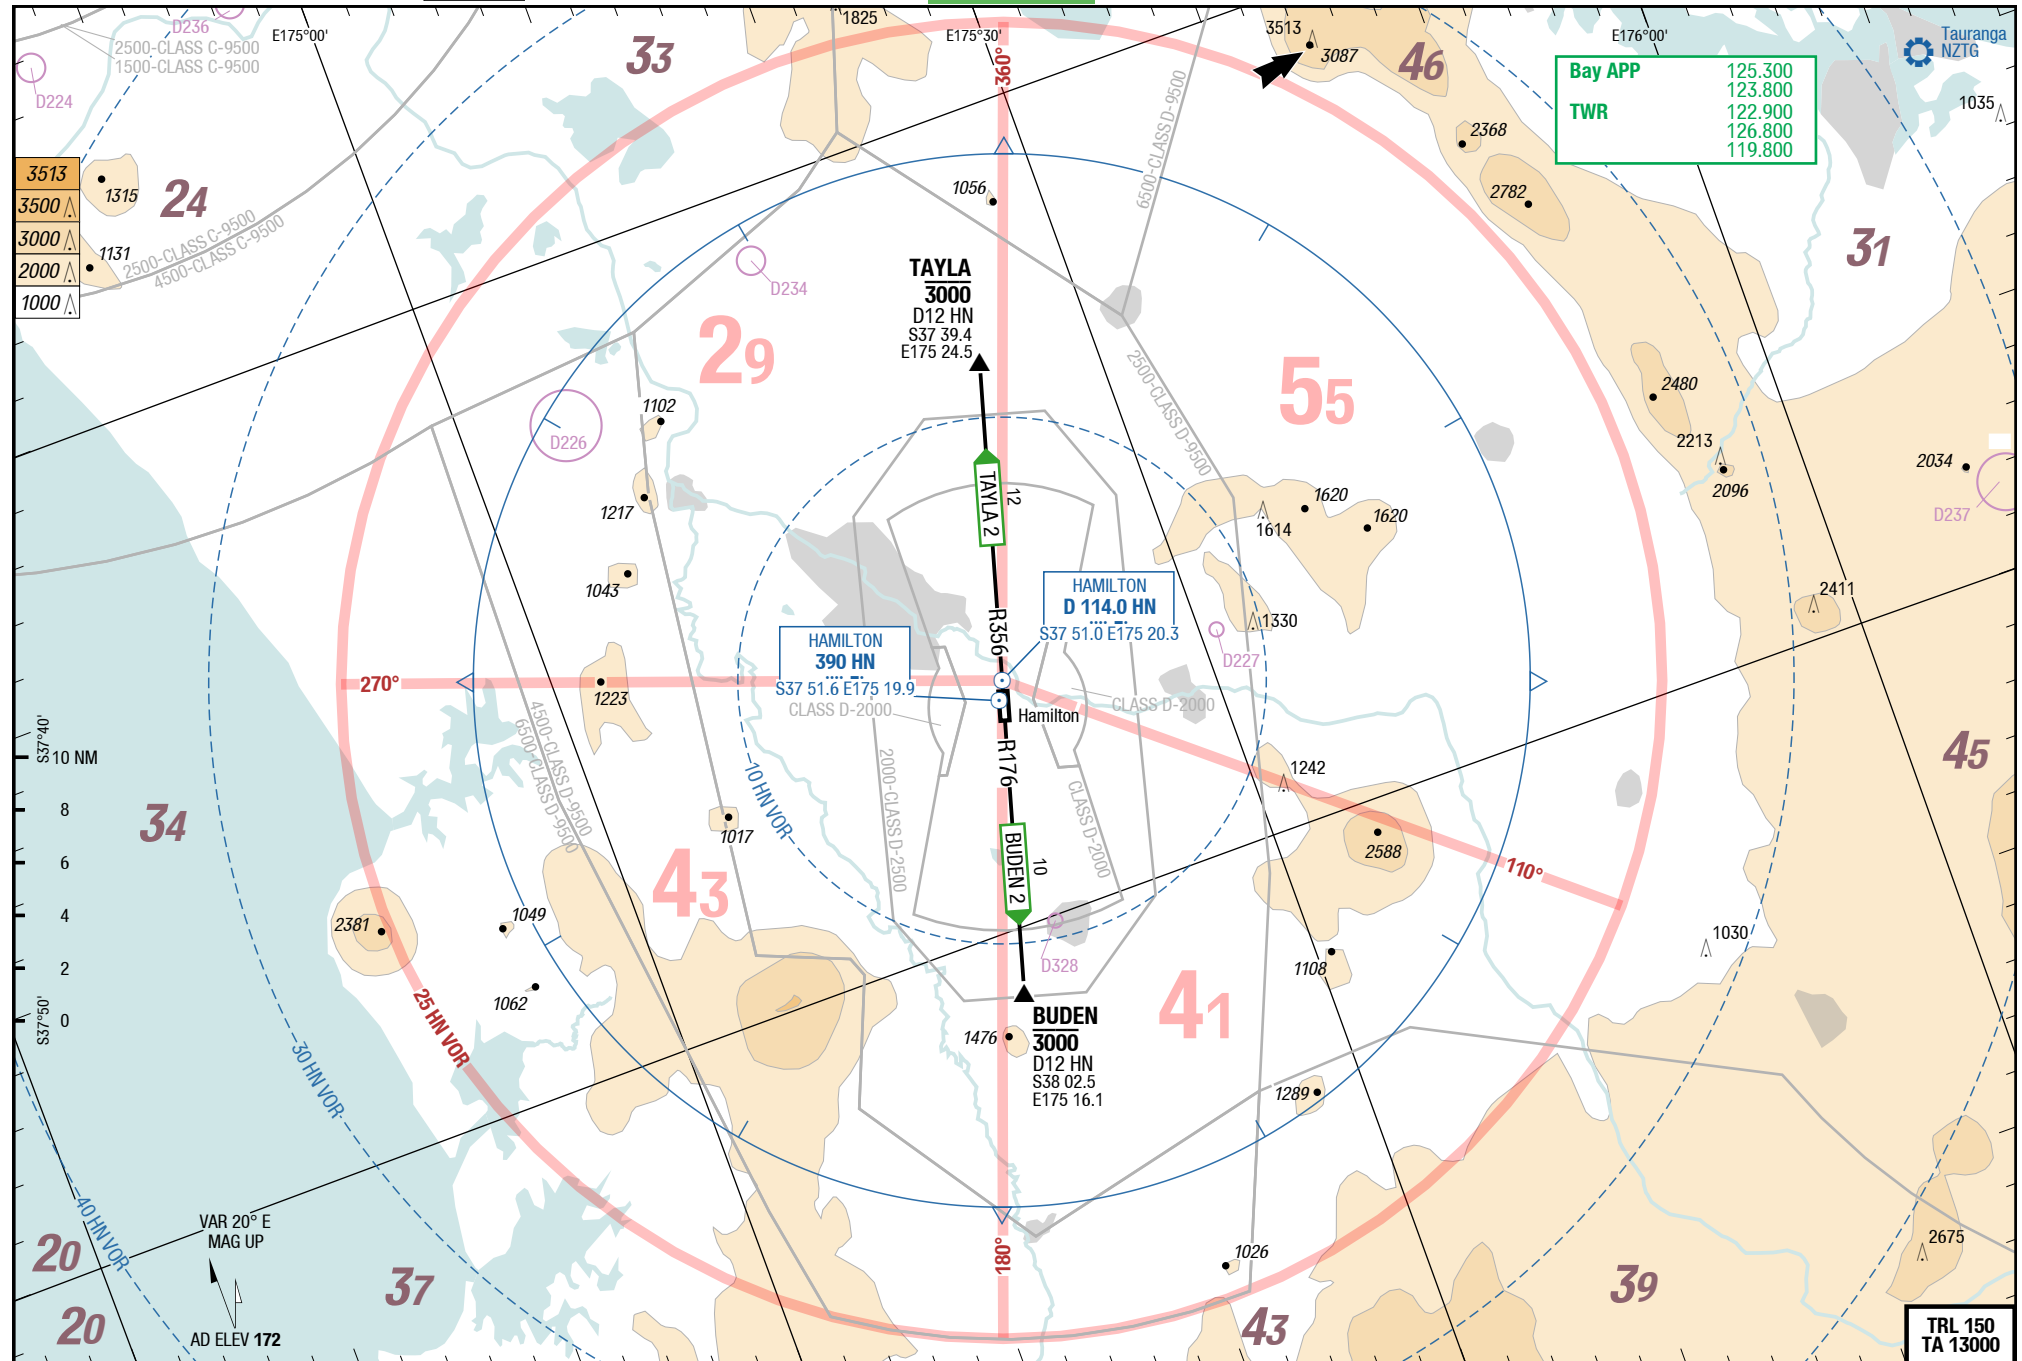 1825
D236
2500-CLASS C-9500
1500-CLASS C-9500
E175°00'
33
E175°30'
360°
3513
3087
46
E176°00'
Tauranga
NZTG
Bay APP 125.300
123.800
TWR 122.900
126.800
119.800
1035
D224
6500-CLASS D-9500
2368
3513
3500
3000
2000
1000
1315
24
1056
2782
31
1131
2500-CLASS C-9500
4500-CLASS C-9500
D234
TAYLA
3000
D12 HN
S37 39.4
E175 24.5
29
55
2500-CLASS D-9500
2480
1102
D226
2213
2096
2034
D237
TAYLA 2
12
1217
1620
1614
1620
1043
R356
HAMILTON
D 114.0 HN
S37 51.0 E175 20.3
2411
1330
HAMILTON
390 HN
S37 51.6 E175 19.9
D227
270°
1223
CLASS D-2000
CLASS D-2000
Hamilton
4500-CLASS D-9500
6500-CLASS D-9500
R176
S37°40'
10 NM
8
6
4
2
0
S37°50'
10 HN VOR
2000-CLASS D-2500
CLASS D-2000
1242
45
34
1017
BUDEN 2
10
2588
110°
43
2381
1049
1030
D328
1108
1062
25 HN VOR
41
BUDEN
3000
D12 HN
S38 02.5
E175 16.1
1476
30 HN VOR
1289
40 HN VOR
VAR 20° E
MAG UP
20
180°
1026
2675
37
39
20
AD ELEV 172
43
TRL 150
TA 13000